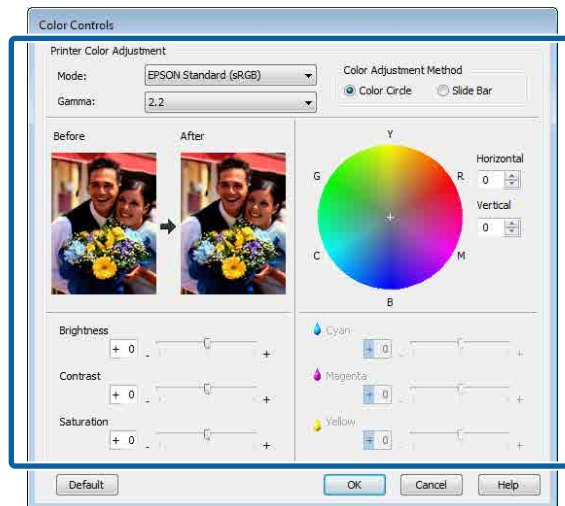 Color Controls
Printer Color Adjustment
Mode: EPSON Standard (sRGB)
Gamma: 2.2
Color Adjustment Method
Color Circle Slide Bar
Before After
Y
G R
C M
B
Horizontal
0
Vertical
0
Brightness
+ 0 - +
Contrast
+ 0 - +
Saturation
+ 0 - +
Cyan
+ 0 - +
Magenta
+ 0 - +
Yellow
+ 0 - +
Default OK Cancel Help